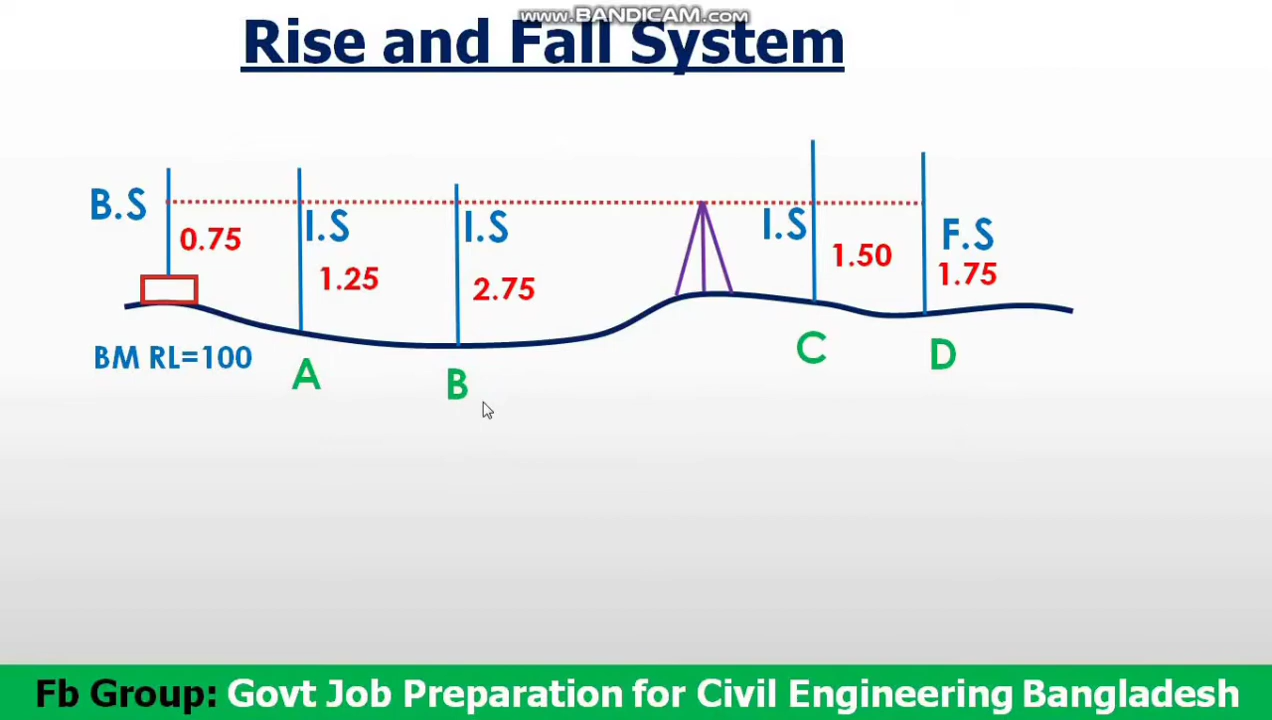 www.BANDICAM.com
Rise and Fall System
B.S
0.75
I.S
1.25
I.S
2.75
I.S
1.50
F.S
1.75
BM RL=100
A
B
C
D
Fb Group: Govt Job Preparation for Civil Engineering Bangladesh